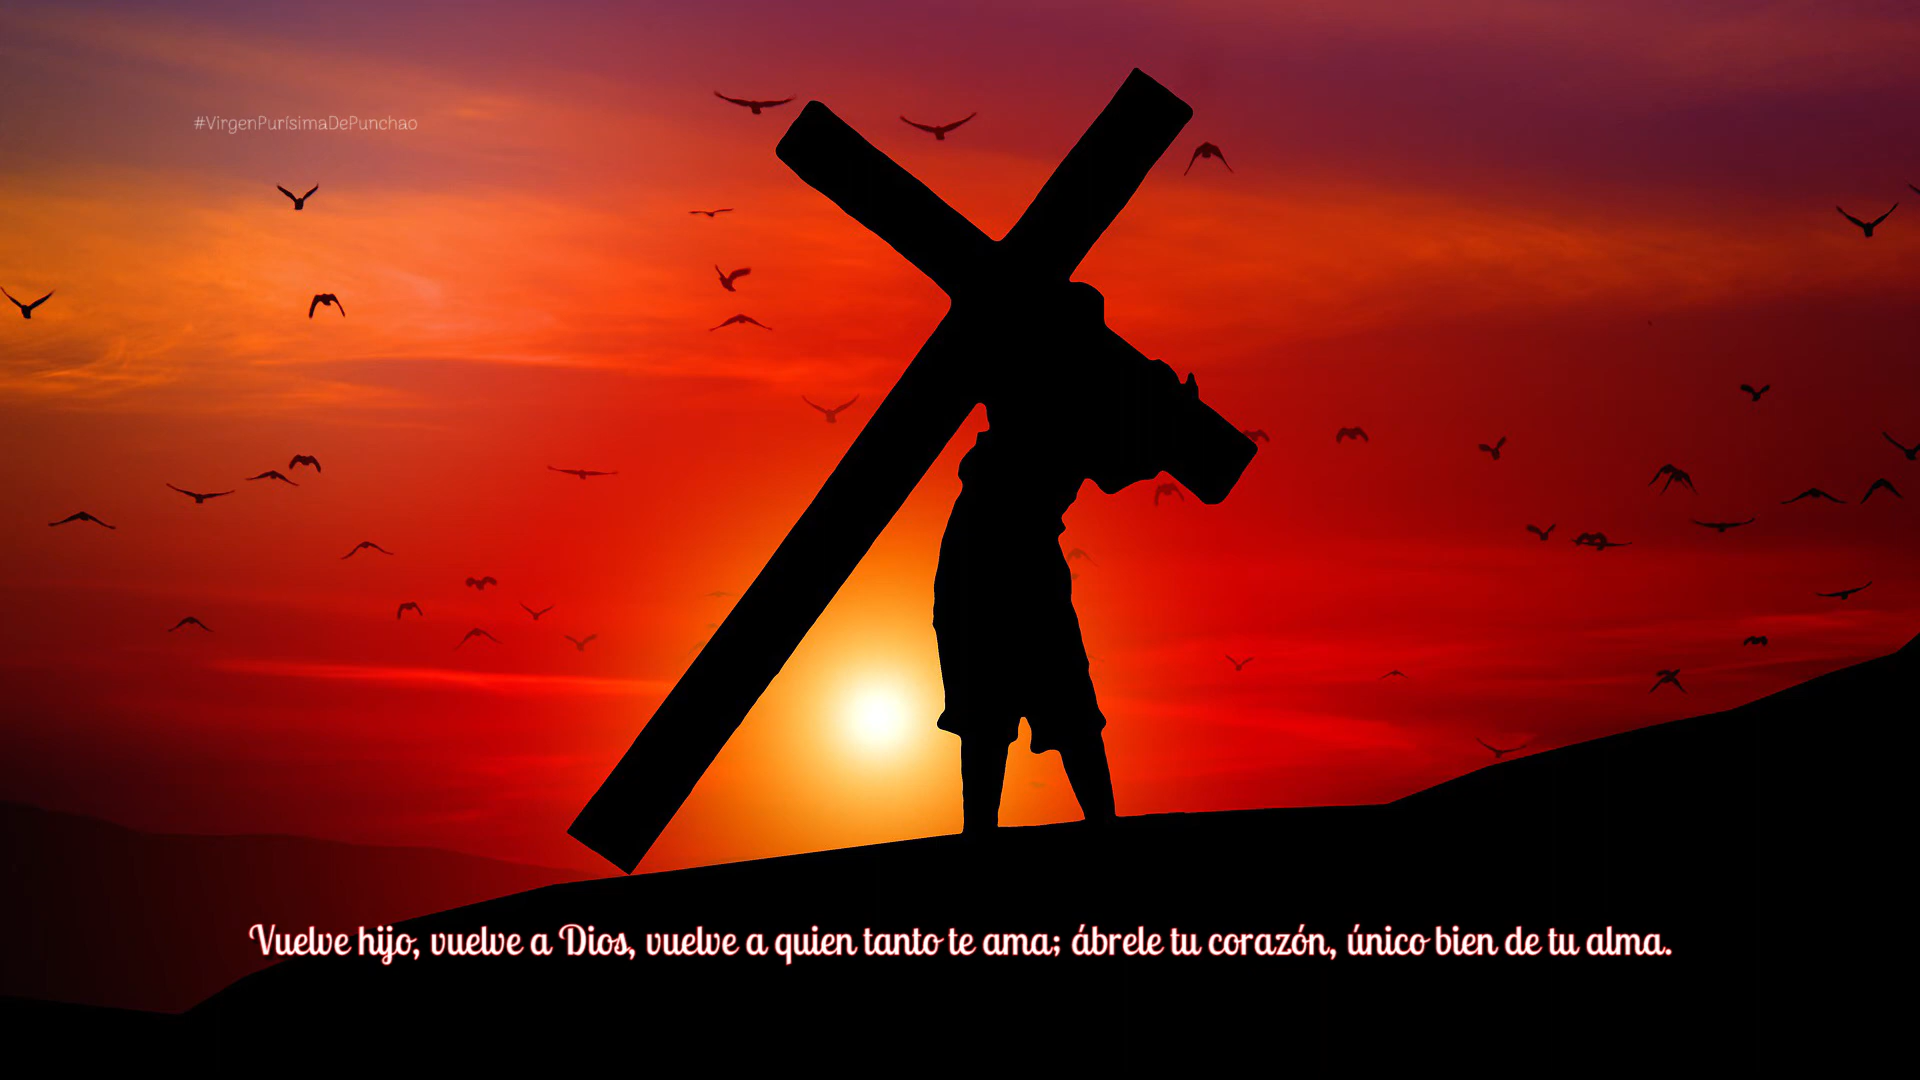 #VirgenPurísimaDePunchao
Vuelve hijo, vuelve a Dios, vuelve a quien tanto te ama; ábrele tu corazón, único bien de tu alma.